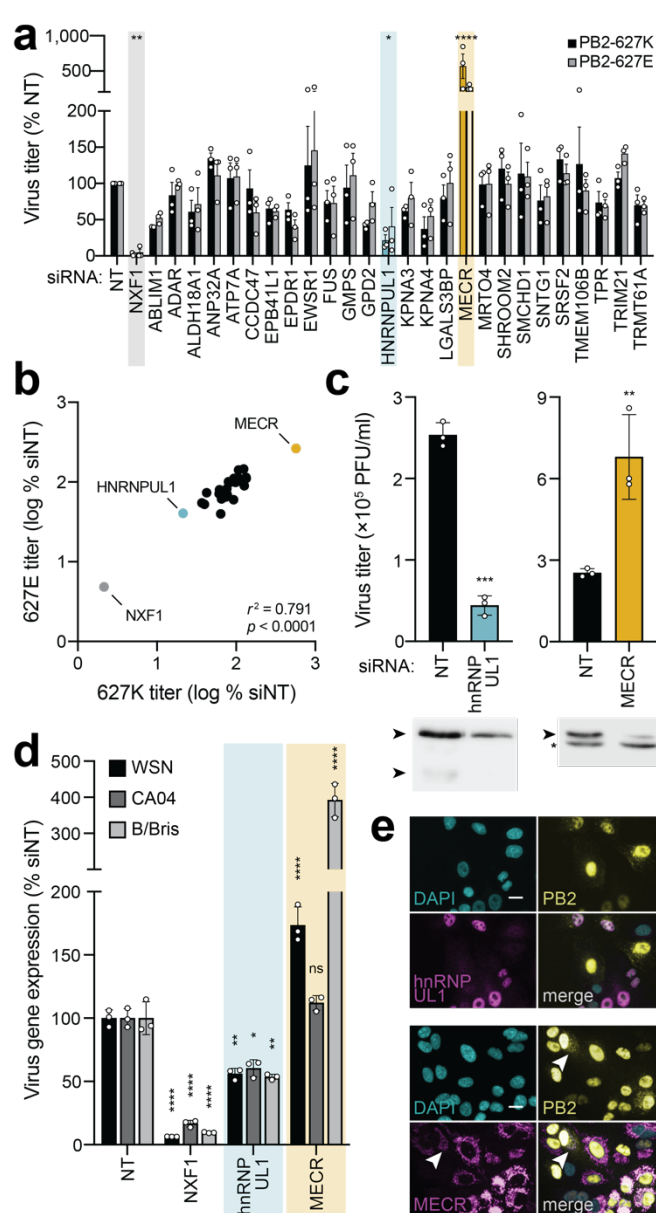 a
1,000
500
200
150
100
50
0
Virus titer (% NT)
**
*
****
PB2-627K
PB2-627E
siRNA:
NT
NXF1
ABLIM1
ADAR
ALDH18A1
ANP32A
ATP7A
CCDC47
EPB41L1
EPDR1
EWSR1
FUS
GMPS
GPD2
HNRNPUL1
KPNA3
KPNA4
LGALS3BP
MECR
MRTO4
SHROOM2
SMCHD1
SNTG1
SRSF2
TMEM106B
TPR
TRIM21
TRMT61A
b
3
2
1
0
627E titer (log % siNT)
MECR
HNRNPUL1
NXF1
r² = 0.791
p < 0.0001
0 1 2 3
627K titer (log % siNT)
c
3
2
1
0
Virus titer (×10⁵ PFU/ml)
***
siRNA:
NT
hnRNP
UL1
9
6
3
0
**
NT
MECR
*
d
500
400
300
200
150
100
50
0
Virus gene expression (% siNT)
WSN
CA04
B/Bris
****
****
****
**
*
**
****
ns
****
NT
NXF1
hnRNP
UL1
MECR
e
DAPI
PB2
hnRNP
UL1
merge
DAPI
PB2
MECR
merge